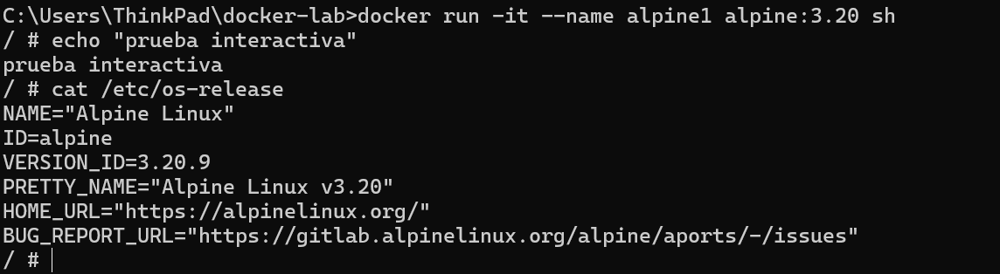 C:\Users\ThinkPad\docker-lab>docker run -it --name alpine1 alpine:3.20 sh
/ # echo "prueba interactiva"
prueba interactiva
/ # cat /etc/os-release
NAME="Alpine Linux"
ID=alpine
VERSION_ID=3.20.9
PRETTY_NAME="Alpine Linux v3.20"
HOME_URL="https://alpinelinux.org/"
BUG_REPORT_URL="https://gitlab.alpinelinux.org/alpine/aports/-/issues"
/ #